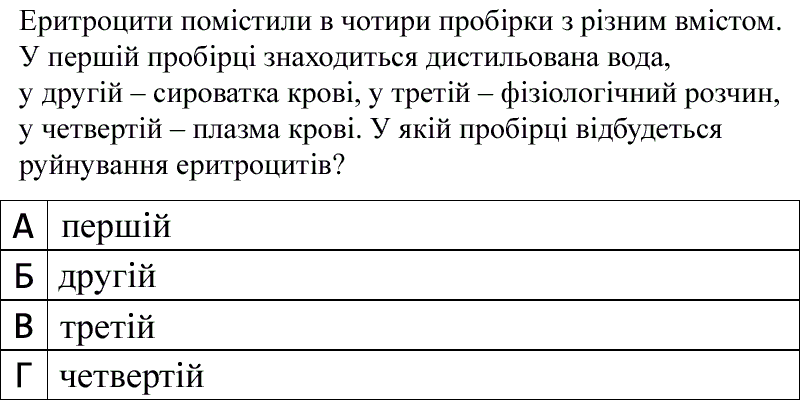 Еритроцити помістили в чотири пробірки з різним вмістом.
У першій пробірці знаходиться дистильована вода,
у другій – сироватка крові, у третій – фізіологічний розчин,
у четвертій – плазма крові. У якій пробірці відбудеться
руйнування еритроцитів?
А першій
Б другій
В третій
Г четвертій